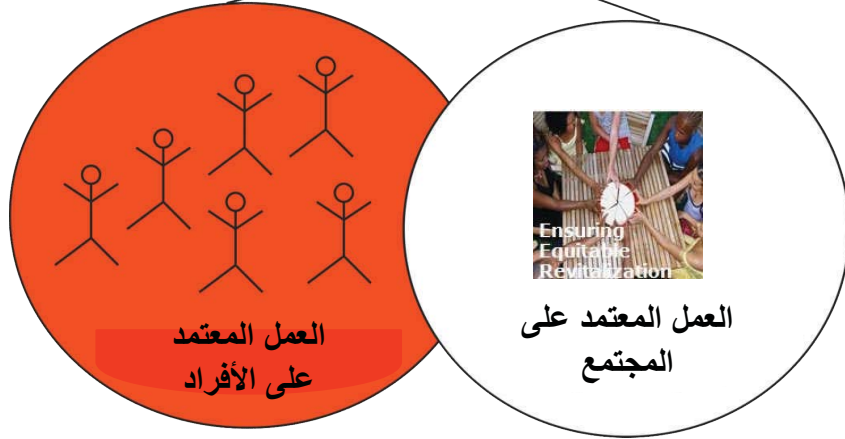 Ensuring
Equitable
Revitalization
العمل المعتمد على
المجتمع
العمل المعتمد
على الأفراد